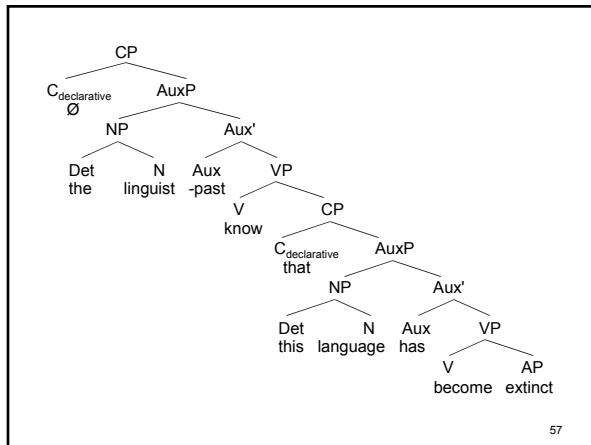 CP
C declarative AuxP
Ø
NP Aux'
Det N Aux VP
the linguist -past
V CP
know
C declarative AuxP
that
NP Aux'
Det N Aux VP
this language has
V AP
become extinct
57